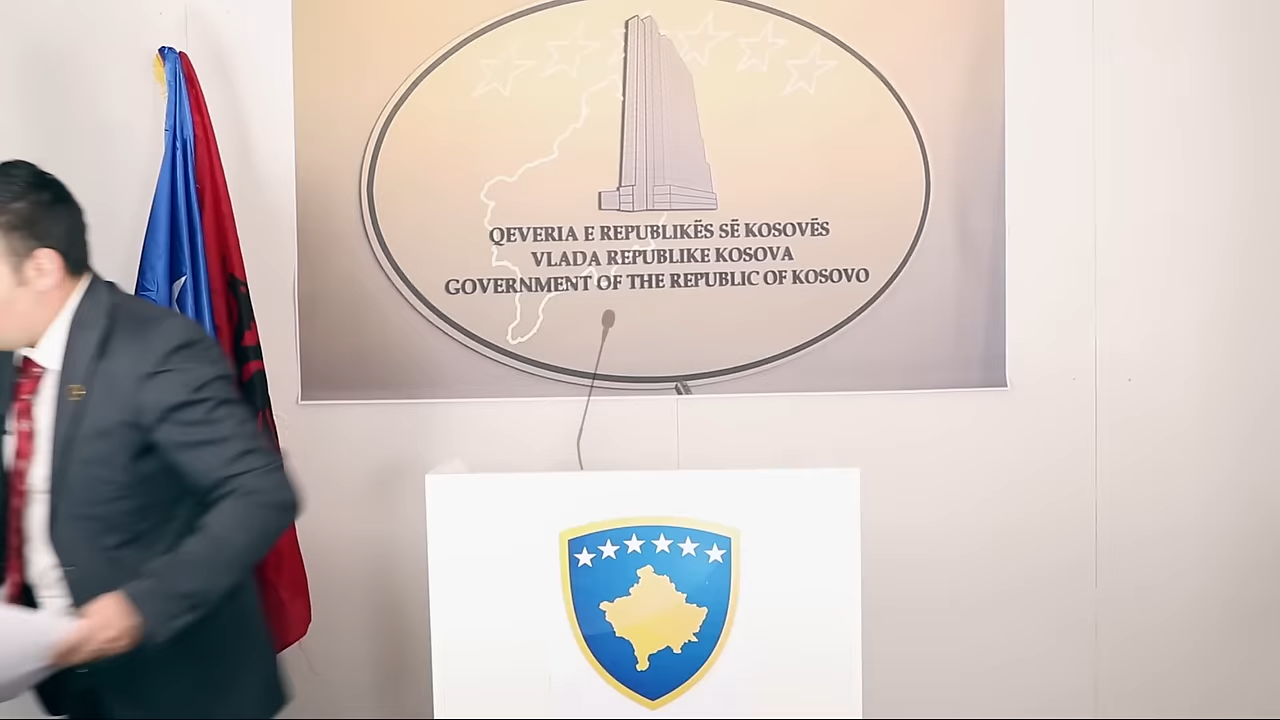 QEVERIA E REPUBLIKËS SË KOSOVËS
VLADA REPUBLIKE KOSOVA
GOVERNMENT OF THE REPUBLIC OF KOSOVO